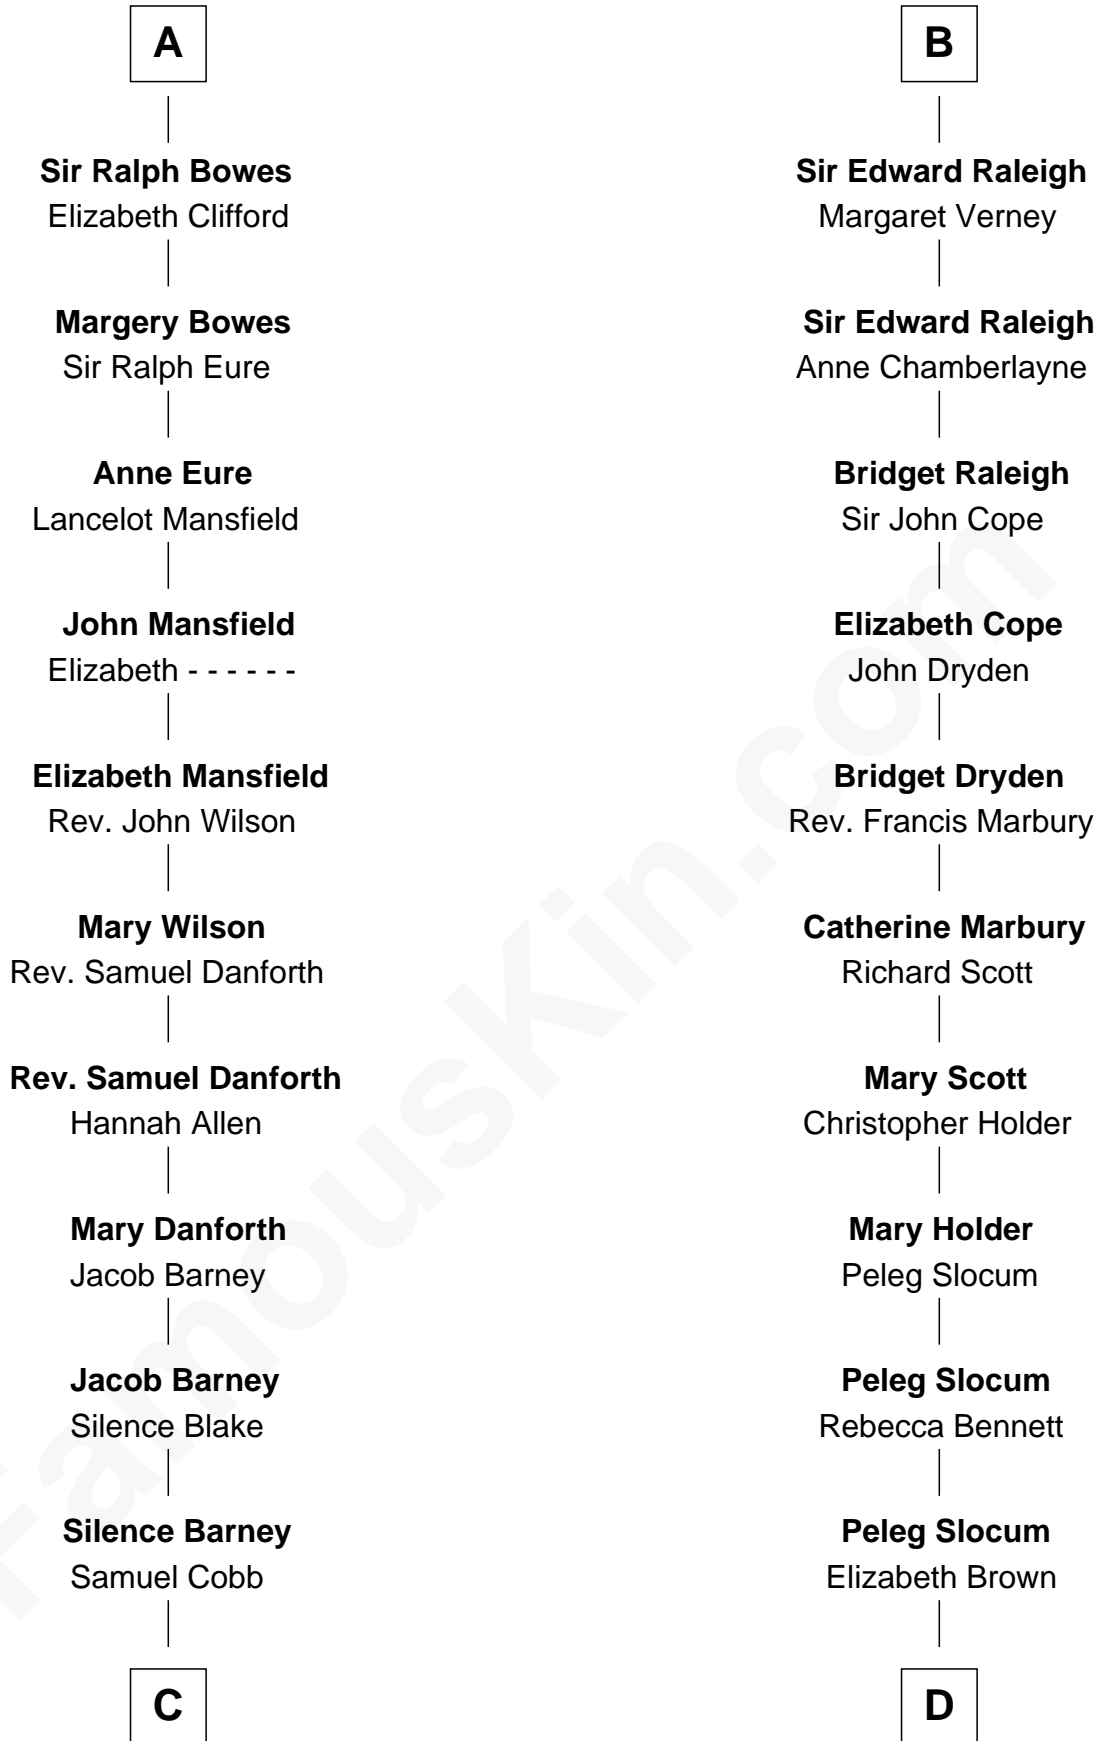 A
Sir Ralph Bowes
Elizabeth Clifford
Margery Bowes
Sir Ralph Eure
Anne Eure
Lancelot Mansfield
John Mansfield
Elizabeth - - - - - -
Elizabeth Mansfield
Rev. John Wilson
Mary Wilson
Rev. Samuel Danforth
Rev. Samuel Danforth
Hannah Allen
Mary Danforth
Jacob Barney
Jacob Barney
Silence Blake
Silence Barney
Samuel Cobb
C
B
Sir Edward Raleigh
Margaret Verney
Sir Edward Raleigh
Anne Chamberlayne
Bridget Raleigh
Sir John Cope
Elizabeth Cope
John Dryden
Bridget Dryden
Rev. Francis Marbury
Catherine Marbury
Richard Scott
Mary Scott
Christopher Holder
Mary Holder
Peleg Slocum
Peleg Slocum
Rebecca Bennett
Peleg Slocum
Elizabeth Brown
D
FamousKin.com